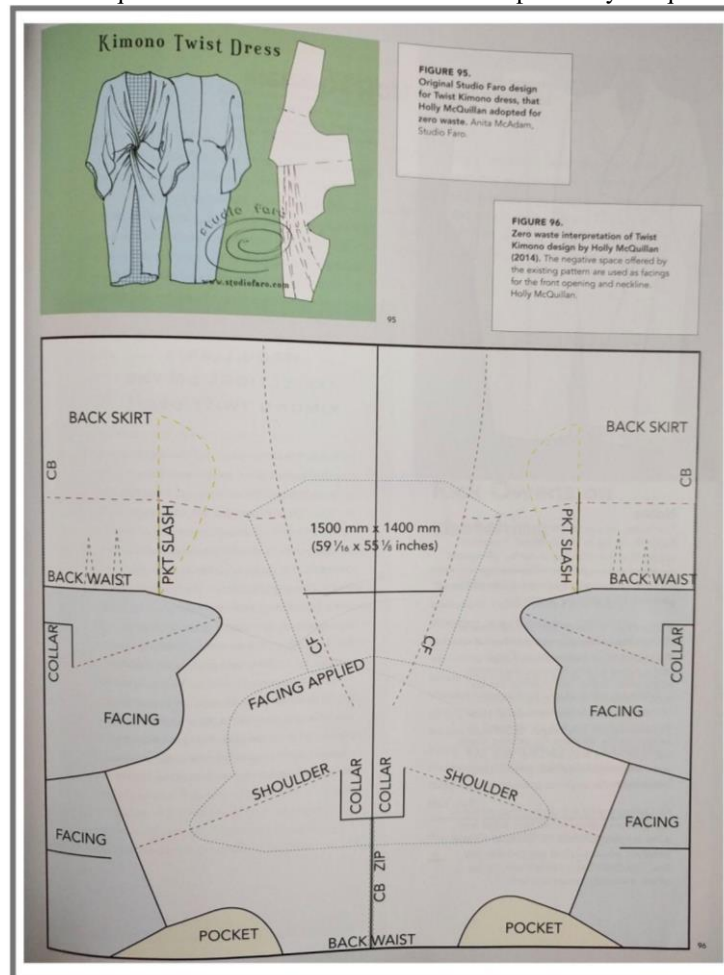 Kimono Twist Dress
studio faro
www.studiofaro.com
95
FIGURE 95.
Original Studio Faro design
for Twist Kimono dress, that
Holly McQuillan adopted for
zero waste. Anita McAdam,
Studio Faro.
FIGURE 96.
Zero waste interpretation of Twist
Kimono design by Holly McQuillan
(2014). The negative space offered by
the existing pattern are used as facings
for the front opening and neckline.
Holly McQuillan.
BACK SKIRT
BACK SKIRT
CB
CB
1500 mm x 1400 mm
(59 1/16 x 55 1/8 inches)
PKT SLASH
PKT SLASH
BACK WAIST
BACK WAIST
CF
CF
COLLAR
COLLAR
FACING APPLIED
FACING
FACING
SHOULDER
COLLAR
COLLAR
SHOULDER
FACING
FACING
CB ZIP
POCKET
BACK WAIST
POCKET
96